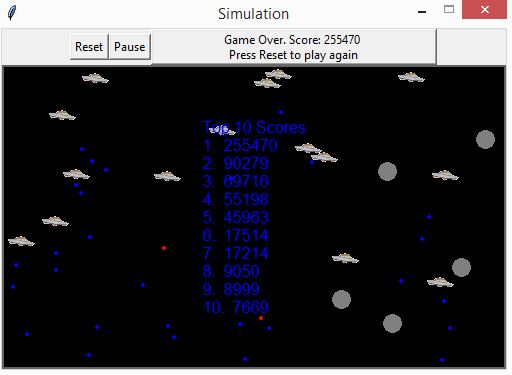 Simulation
Reset
Pause
Game Over. Score: 255470
Press Reset to play again
Top 10 Scores
1. 255470
2. 90279
3. 69716
4. 55198
5. 45963
6. 17514
7. 17214
8. 9050
9. 8999
10. 7669